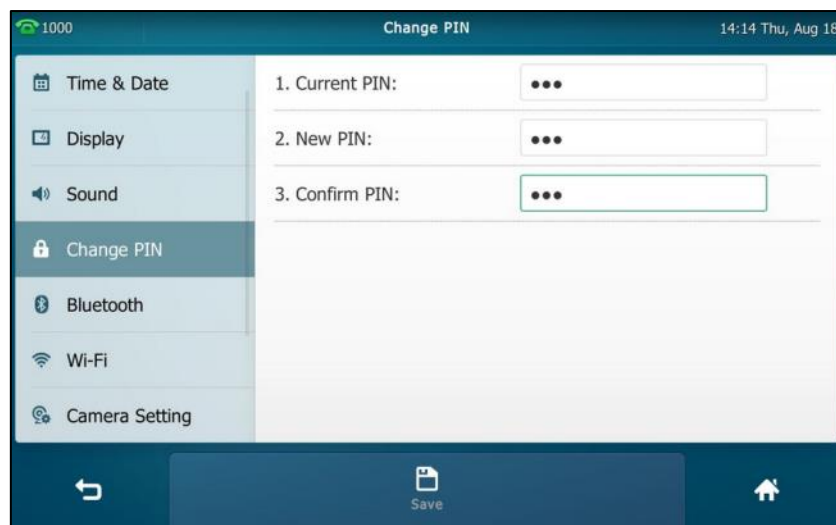 1000 Change PIN 14:14 Thu, Aug 18
Time & Date
1. Current PIN: •••
Display
2. New PIN: •••
Sound
3. Confirm PIN: •••
Change PIN
Bluetooth
Wi-Fi
Camera Setting
Save